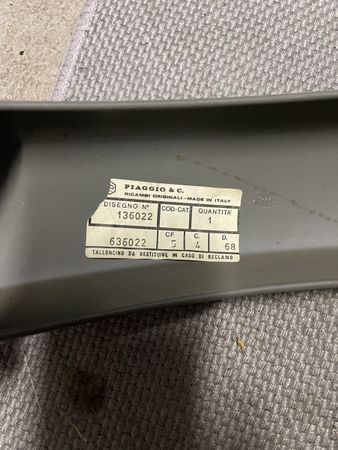 PIAGGIO & C.
RICAMBI ORIGINALI - MADE IN ITALY
DISEGNO N° COD-CAT QUANTITA'
136022 1
636022 CF 5 C. 4 D. 68
TALLONCINO DA RESTITUIRE IN CASO DI RECLAMO